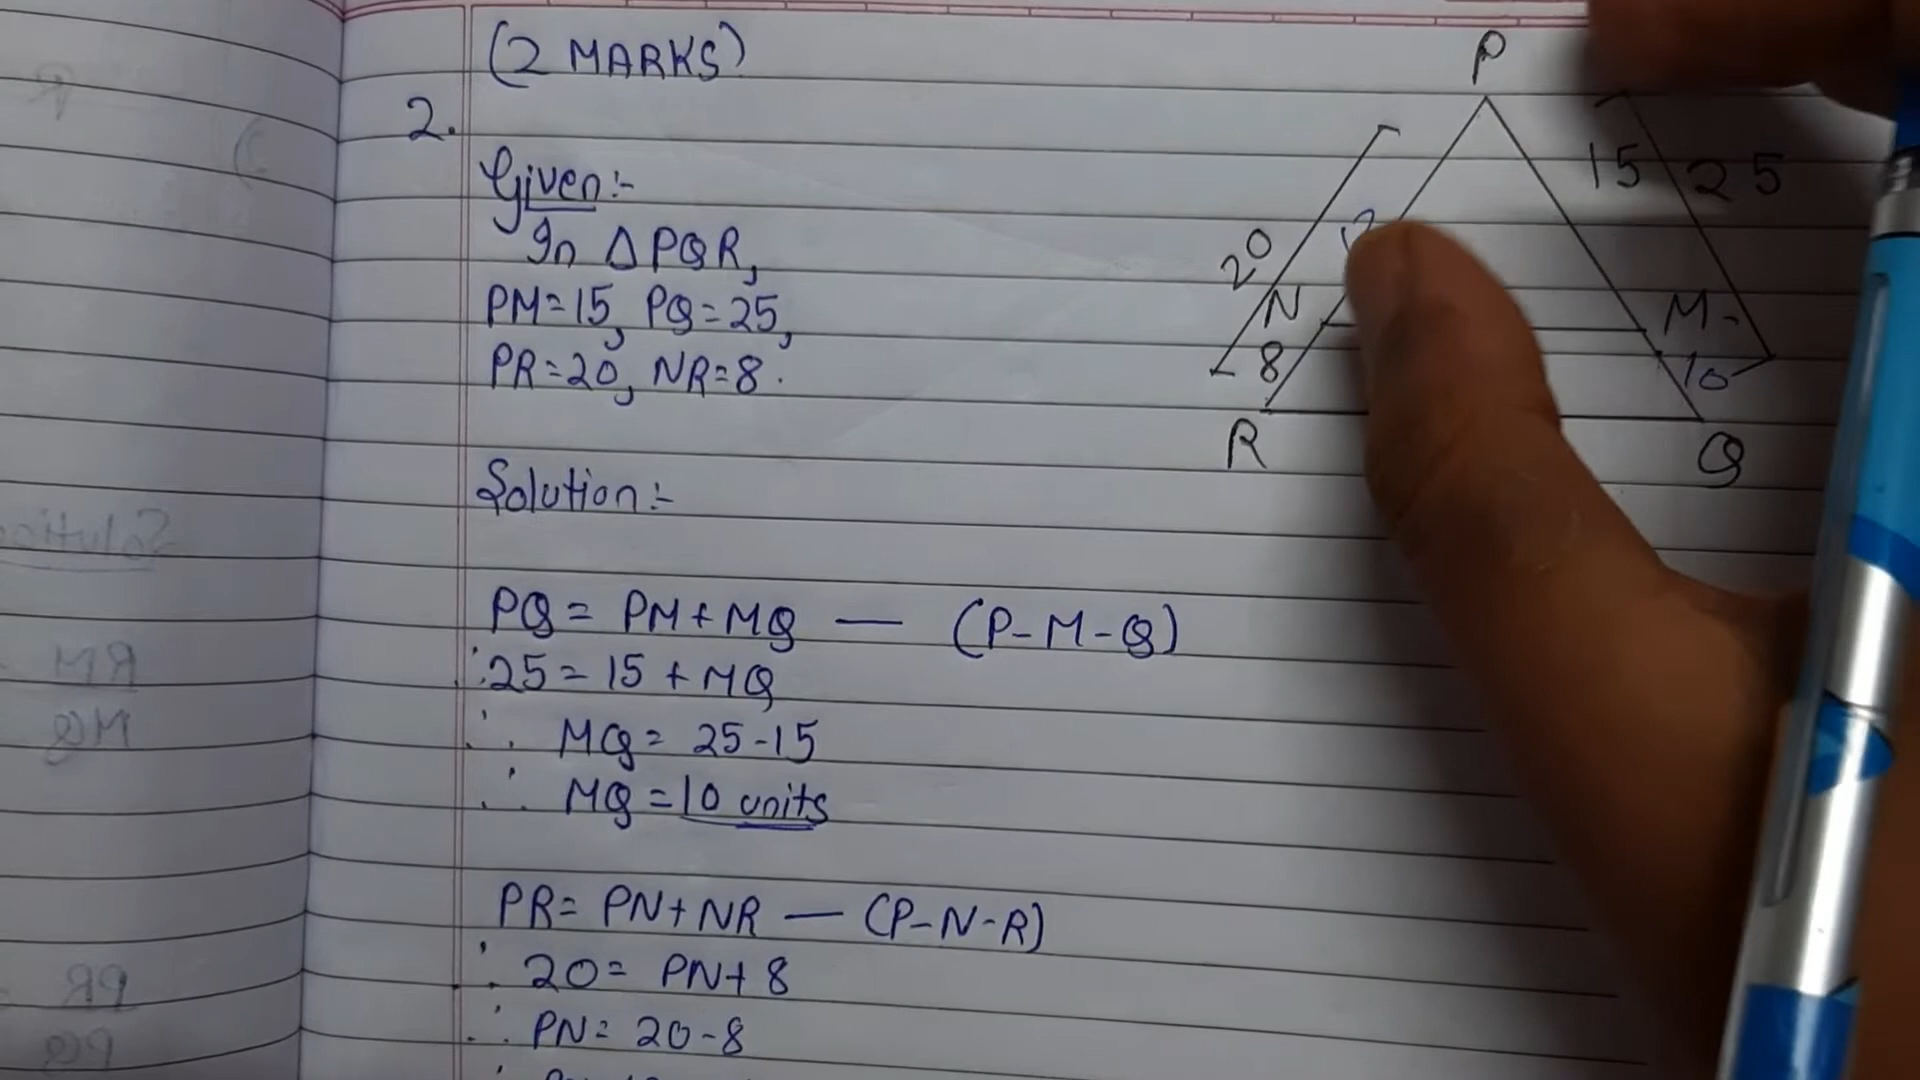 (2 MARKS)
2.
Given:-
In △PQR,
PM=15, PQ=25,
PR=20, NR=8.
Solution:-
PQ = PM+MQ — (P-M-Q)
∴ 25 = 15 + MQ
∴ MQ = 25-15
∴ MQ = 10 units
PR = PN+NR — (P-N-R)
∴ 20 = PN+ 8
∴ PN = 20-8
P
15 25
20
N M
8 10
R Q